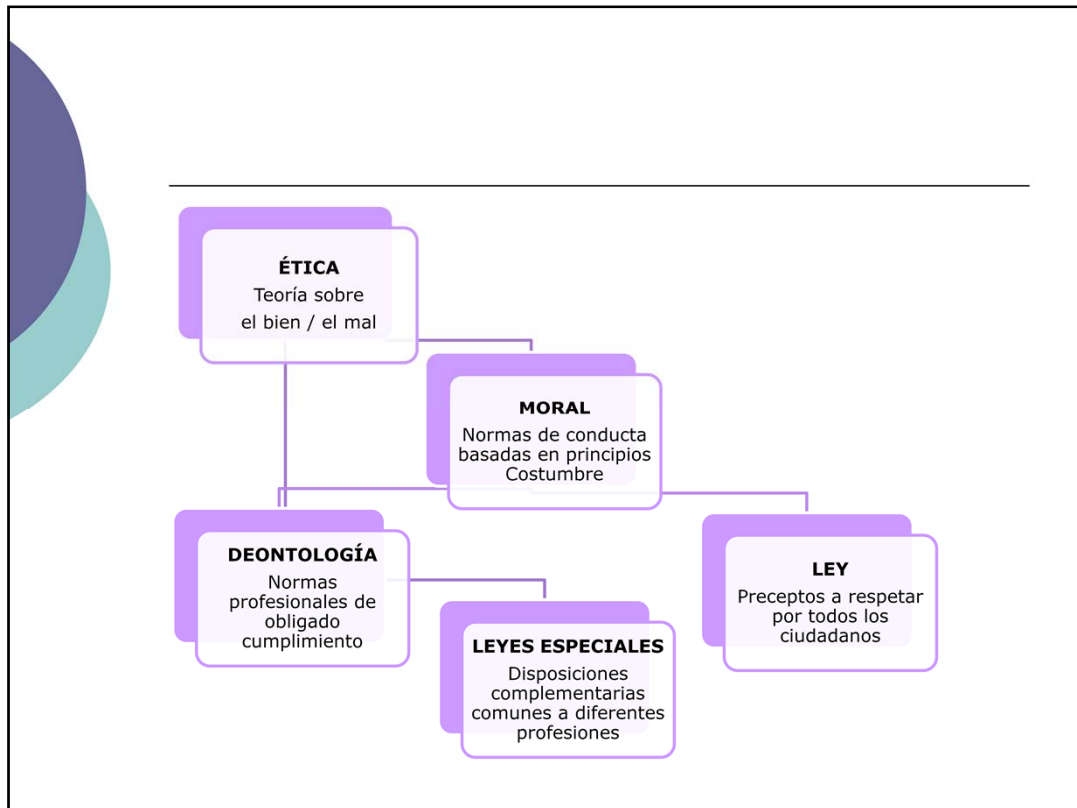 ÉTICA
Teoría sobre
el bien / el mal
MORAL
Normas de conducta
basadas en principios
Costumbre
DEONTOLOGÍA
Normas
profesionales de
obligado
cumplimiento
LEY
Preceptos a respetar
por todos los
ciudadanos
LEYES ESPECIALES
Disposiciones
complementarias
comunes a diferentes
profesiones